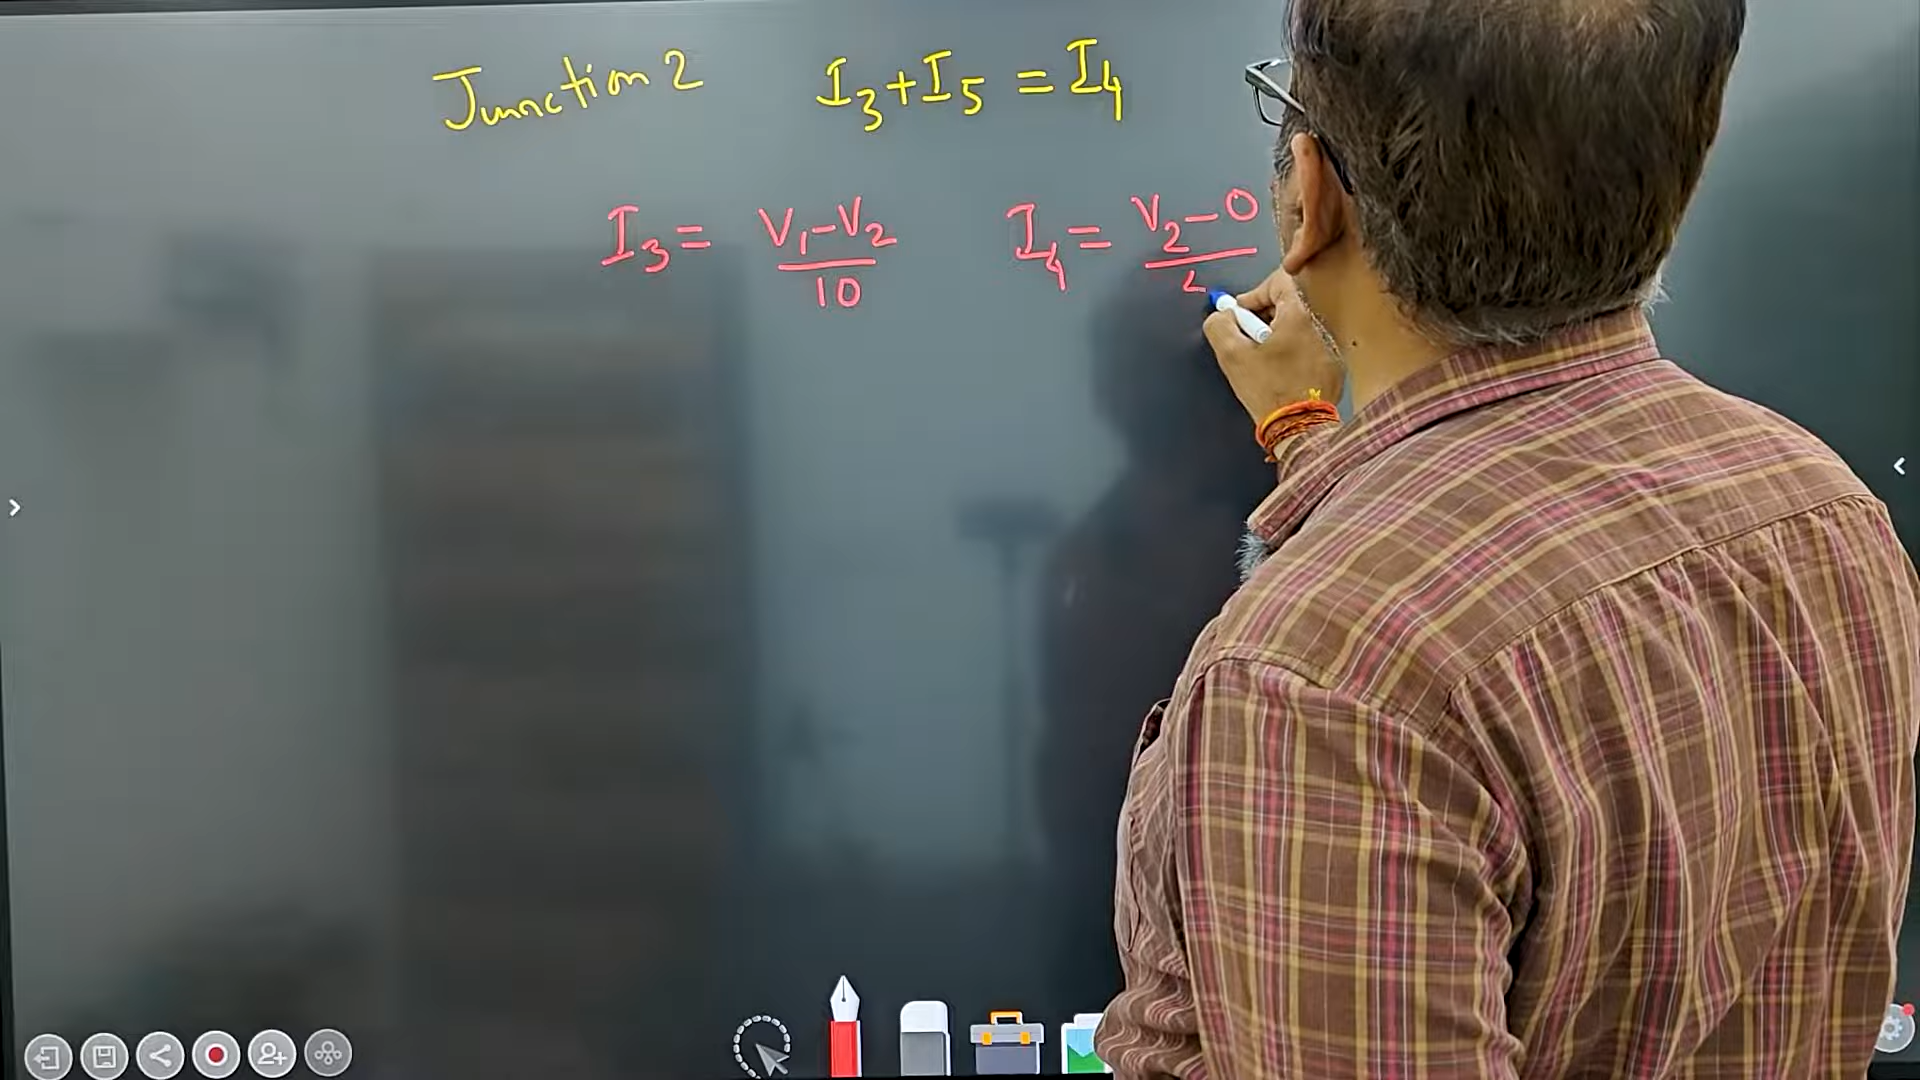 Junction 2 I₃+I₅ = I₄
I₃ = V₁-V₂/10 I₄ = V₂-0/